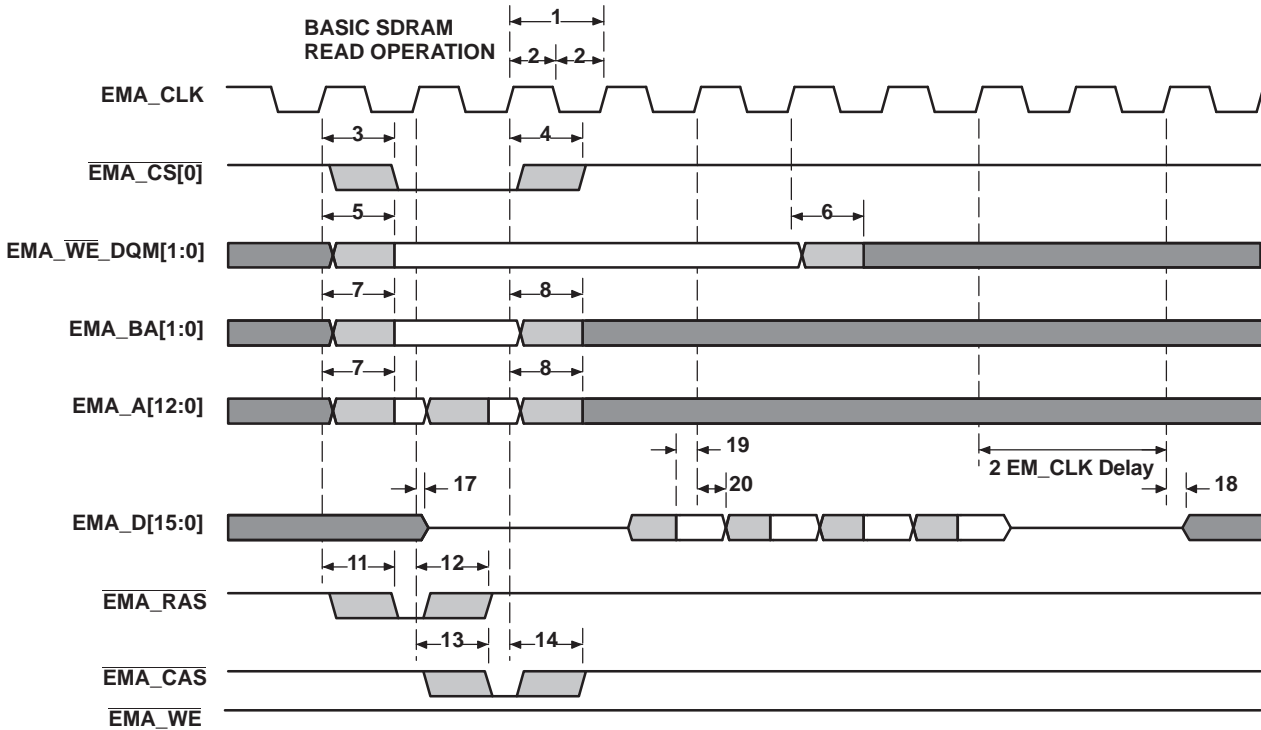 BASIC SDRAM
READ OPERATION
1
2 2
EMA_CLK
3 4
EMA_CS[0]
5 6
EMA_WE_DQM[1:0]
7 8
EMA_BA[1:0]
7 8
EMA_A[12:0]
19
2 EM_CLK Delay
17 20 18
EMA_D[15:0]
11 12
EMA_RAS
13 14
EMA_CAS
EMA_WE